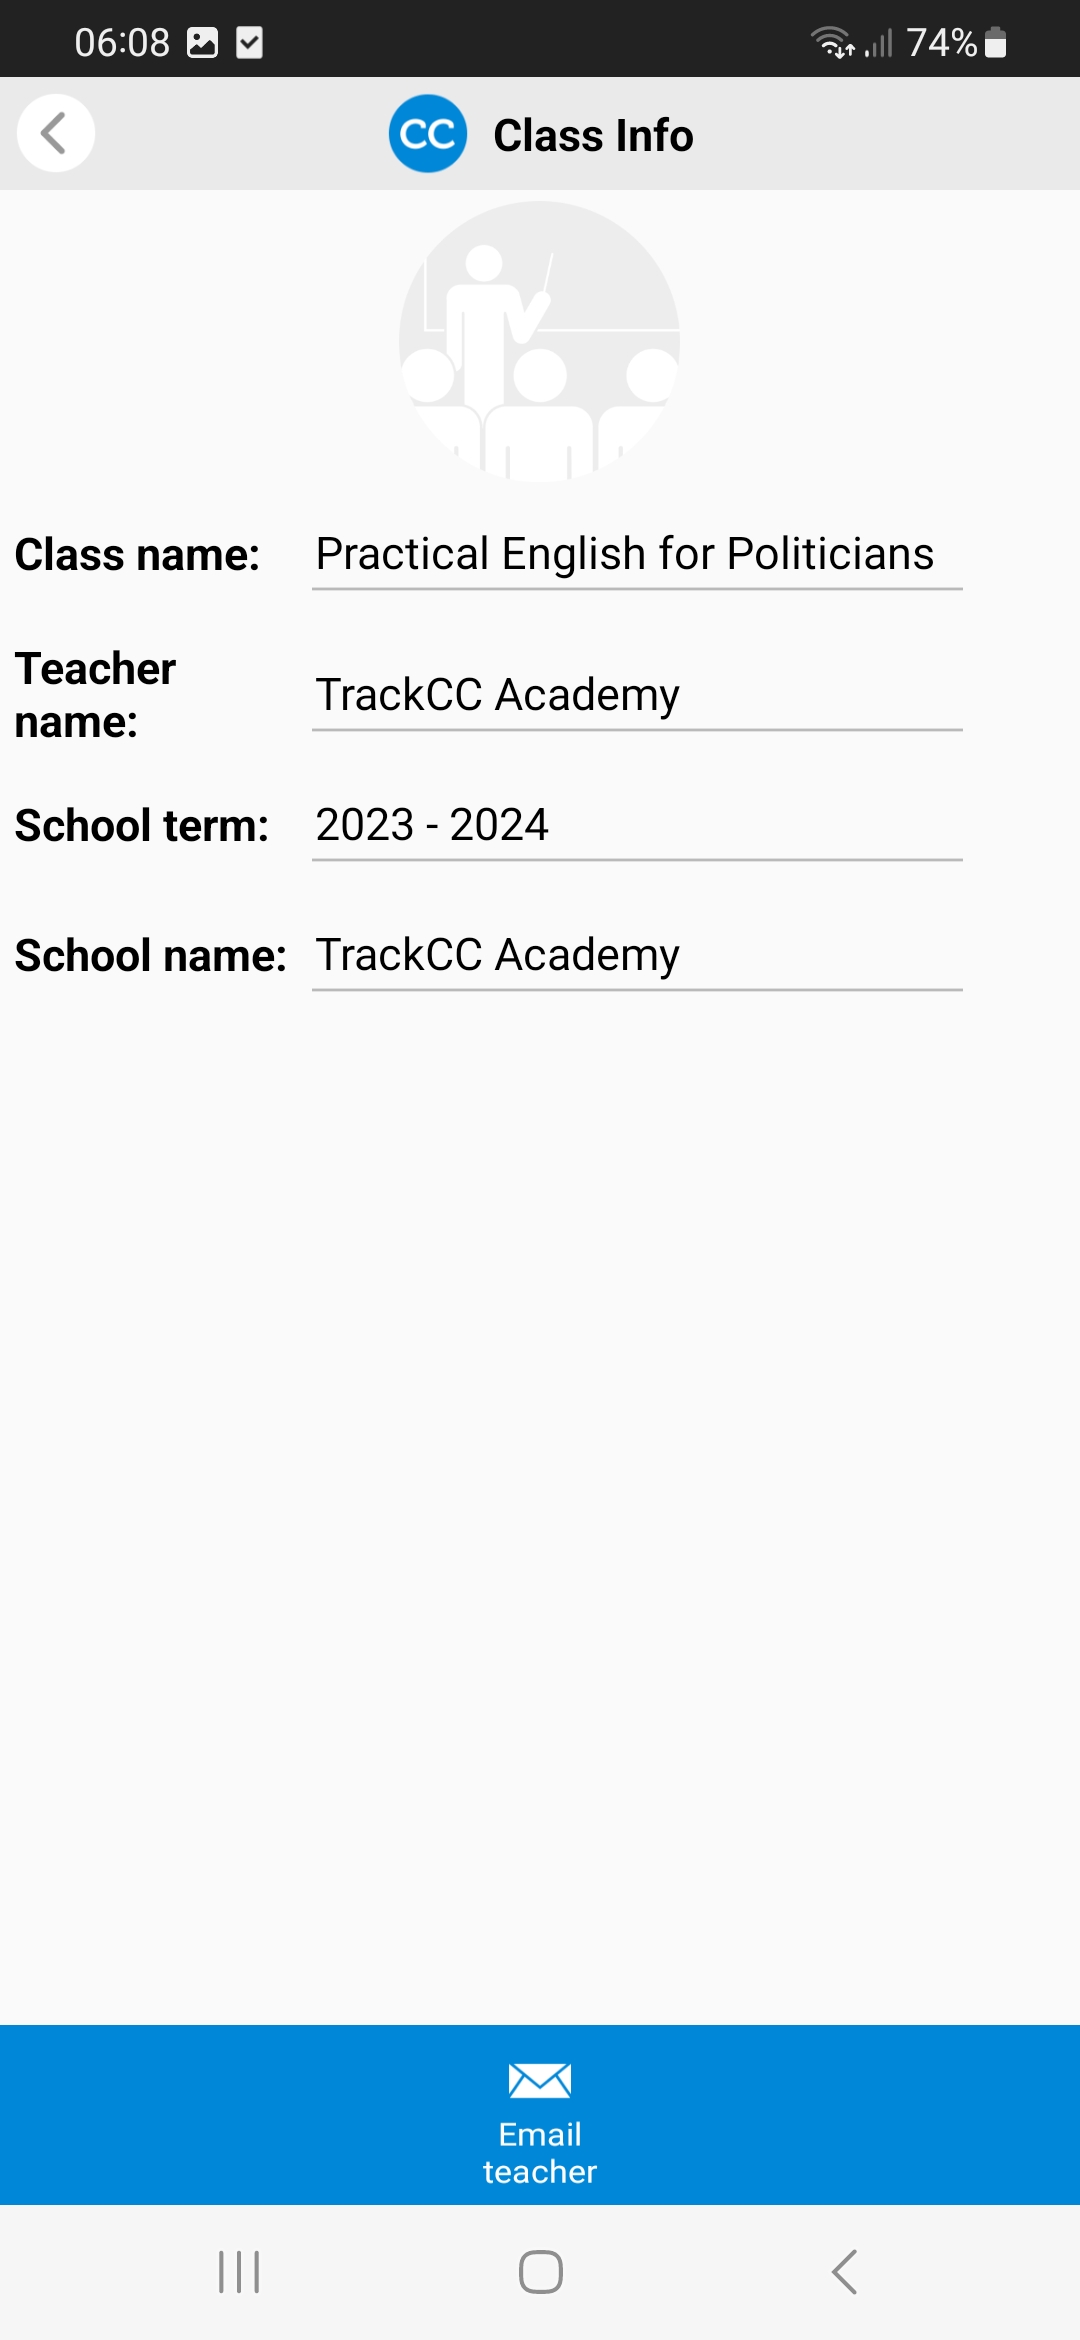 06:08 74%
CC Class Info
Class name: Practical English for Politicians
Teacher
name: TrackCC Academy
School term: 2023 - 2024
School name: TrackCC Academy
Email
teacher